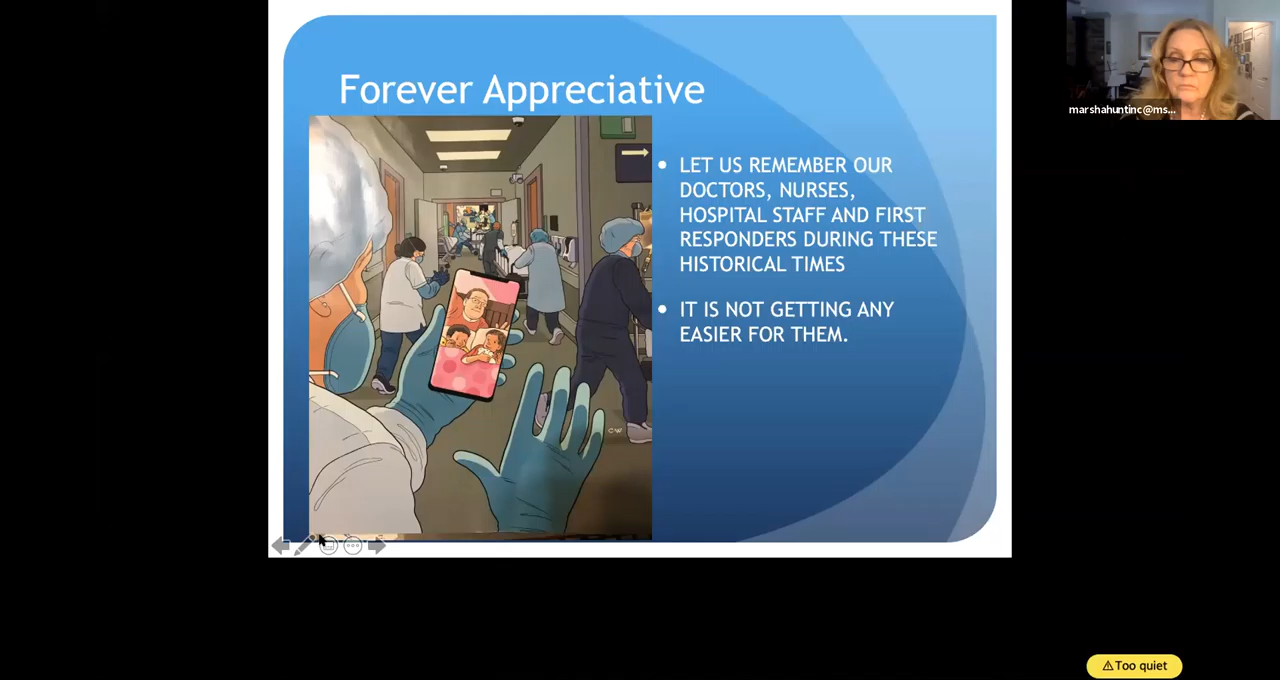 Forever Appreciative
LET US REMEMBER OUR
DOCTORS, NURSES,
HOSPITAL STAFF AND FIRST
RESPONDERS DURING THESE
HISTORICAL TIMES
IT IS NOT GETTING ANY
EASIER FOR THEM.
CW
marshahuntinc@ms...
Too quiet